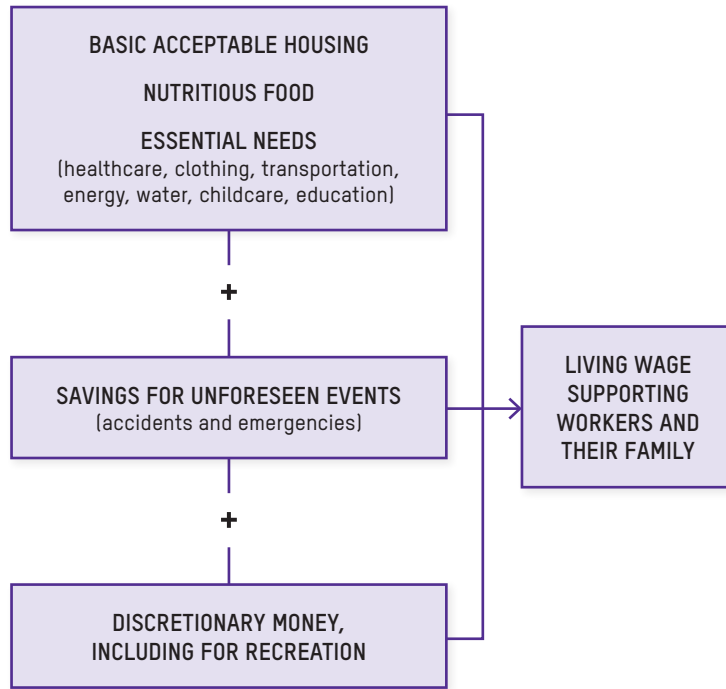 BASIC ACCEPTABLE HOUSING
NUTRITIOUS FOOD
ESSENTIAL NEEDS
(healthcare, clothing, transportation,
energy, water, childcare, education)
+
SAVINGS FOR UNFORESEEN EVENTS
(accidents and emergencies)
+
DISCRETIONARY MONEY,
INCLUDING FOR RECREATION
LIVING WAGE
SUPPORTING
WORKERS AND
THEIR FAMILY